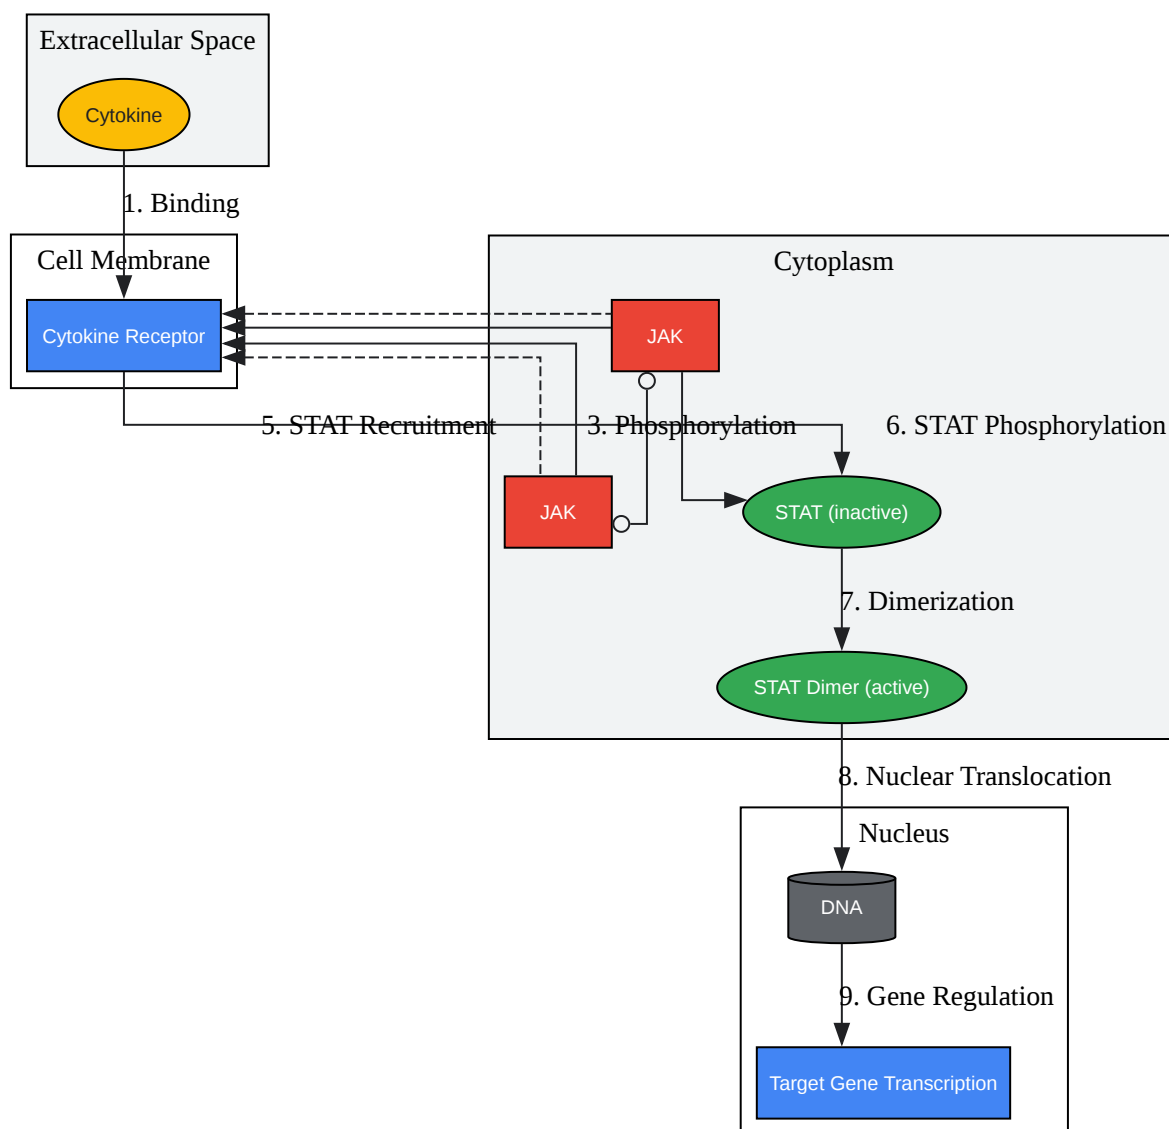 Extracellular Space
Cytokine
1. Binding
Cell Membrane
Cytokine Receptor
Cytoplasm
JAK
5. STAT Recruitment
3. Phosphorylation
6. STAT Phosphorylation
JAK
STAT (inactive)
7. Dimerization
STAT Dimer (active)
8. Nuclear Translocation
Nucleus
DNA
9. Gene Regulation
Target Gene Transcription